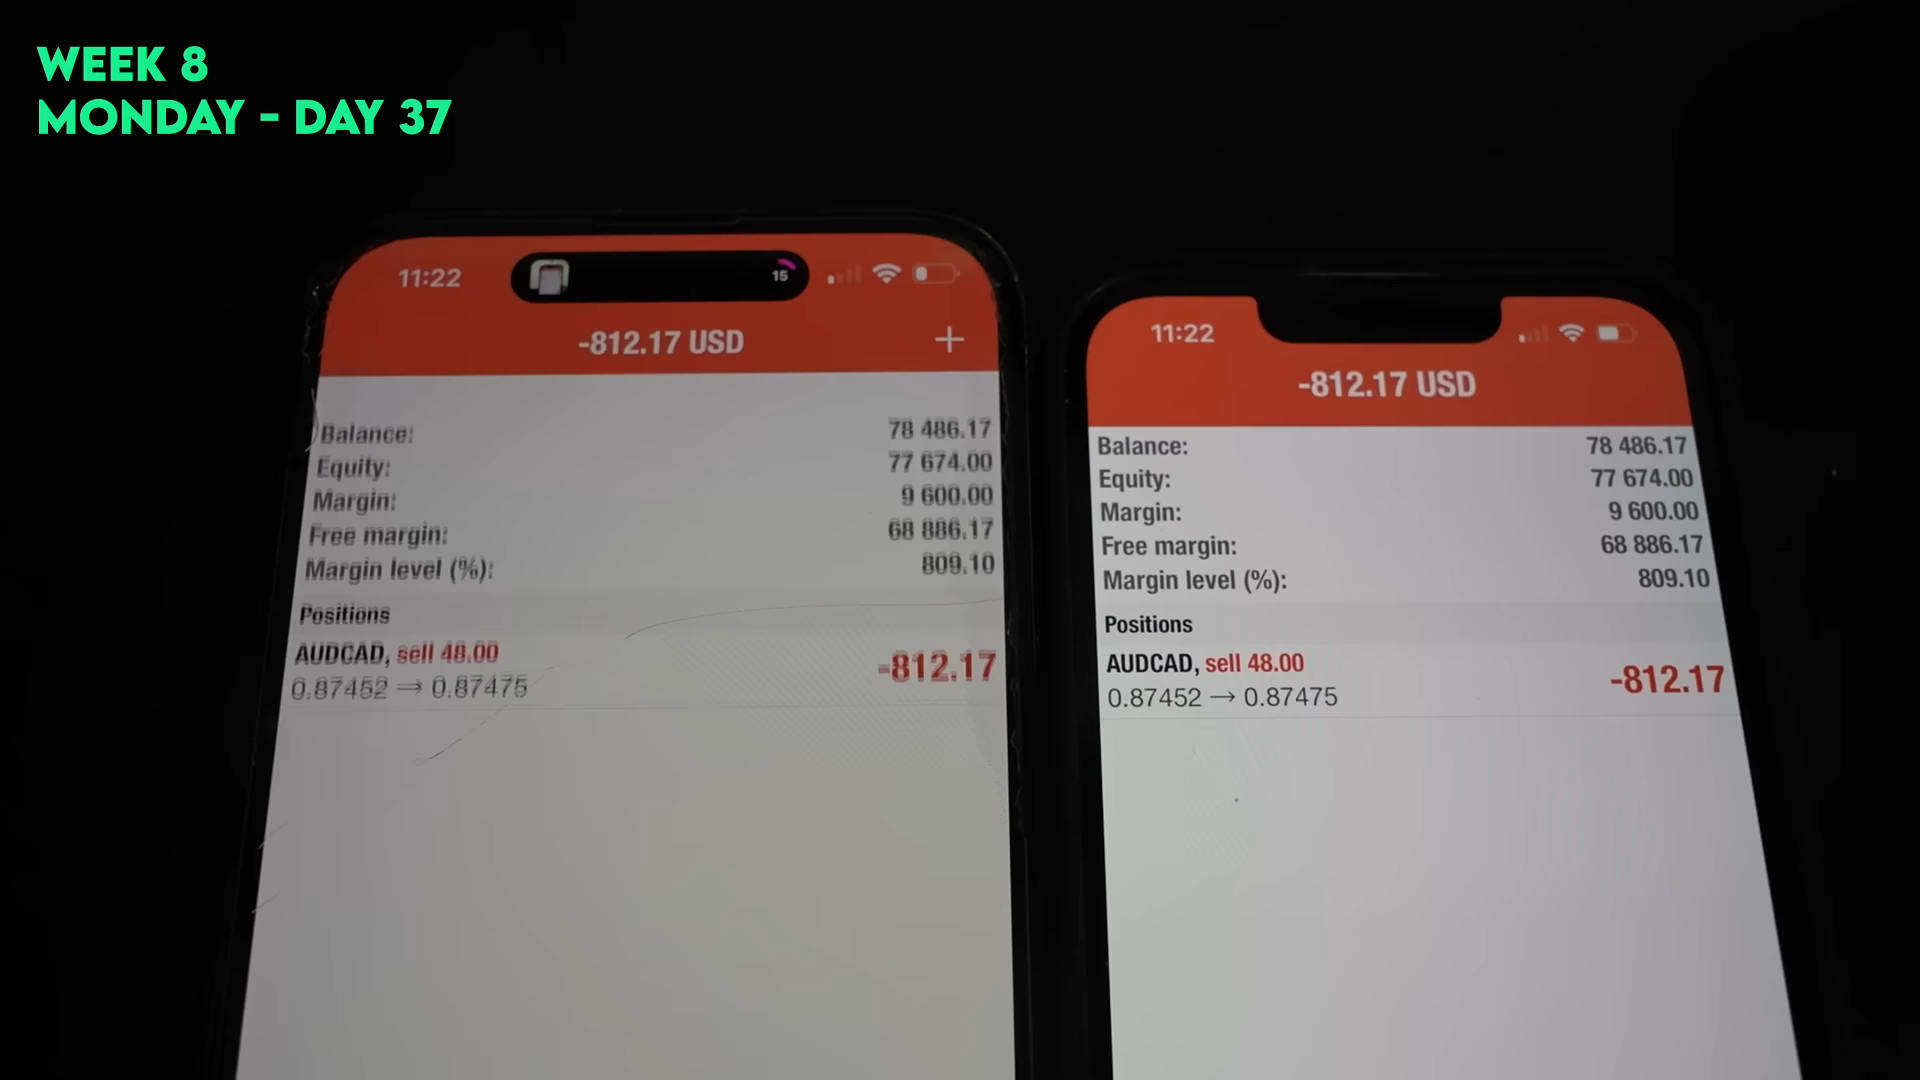 WEEK 8
MONDAY - DAY 37
11:22
15
-812.17 USD
+
Balance: 78 486.17
Equity: 77 674.00
Margin: 9 600.00
Free margin: 68 886.17
Margin level (%): 809.10
Positions
AUDCAD, sell 48.00
0.87452 → 0.87475
-812.17
11:22
-812.17 USD
Balance: 78 486.17
Equity: 77 674.00
Margin: 9 600.00
Free margin: 68 886.17
Margin level (%): 809.10
Positions
AUDCAD, sell 48.00
0.87452 → 0.87475
-812.17